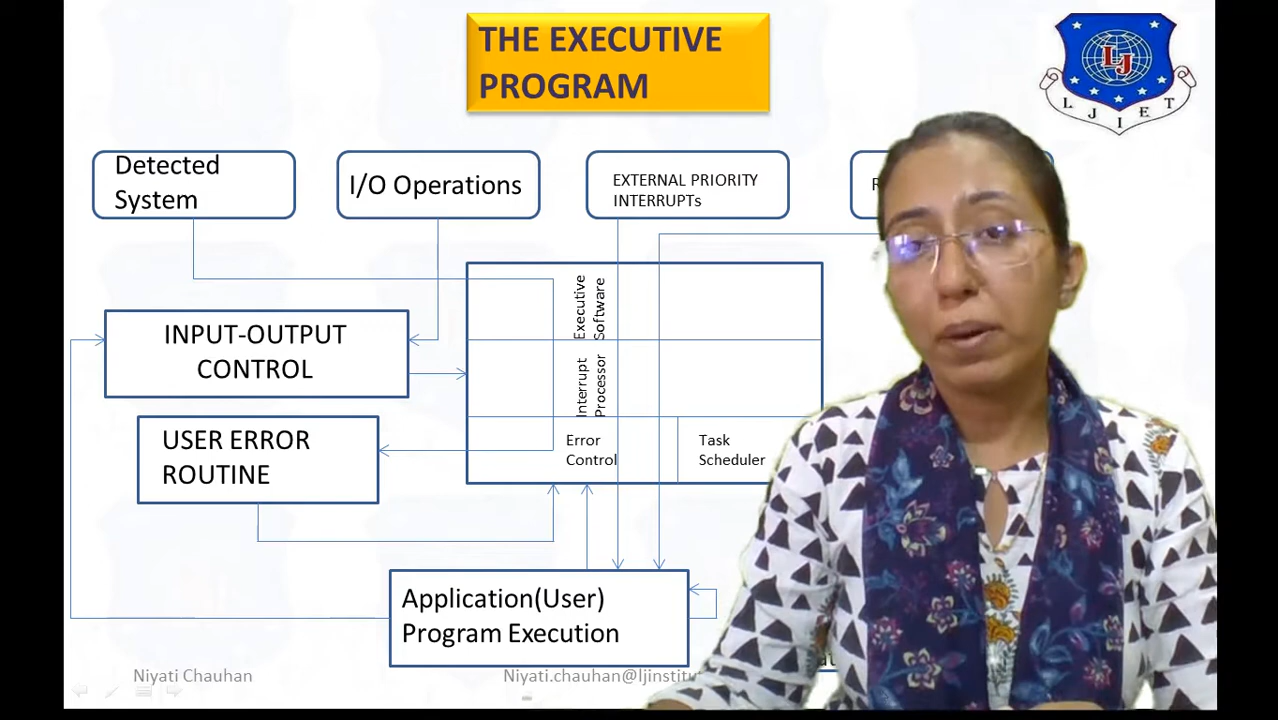 THE EXECUTIVE
PROGRAM
LJ
L J I E T
Detected
System
I/O Operations
EXTERNAL PRIORITY
INTERRUPTs
Executive
Software
INPUT-OUTPUT
CONTROL
Interrupt
Processor
USER ERROR
ROUTINE
Error
Control
Task
Scheduler
Application(User)
Program Execution
Niyati Chauhan